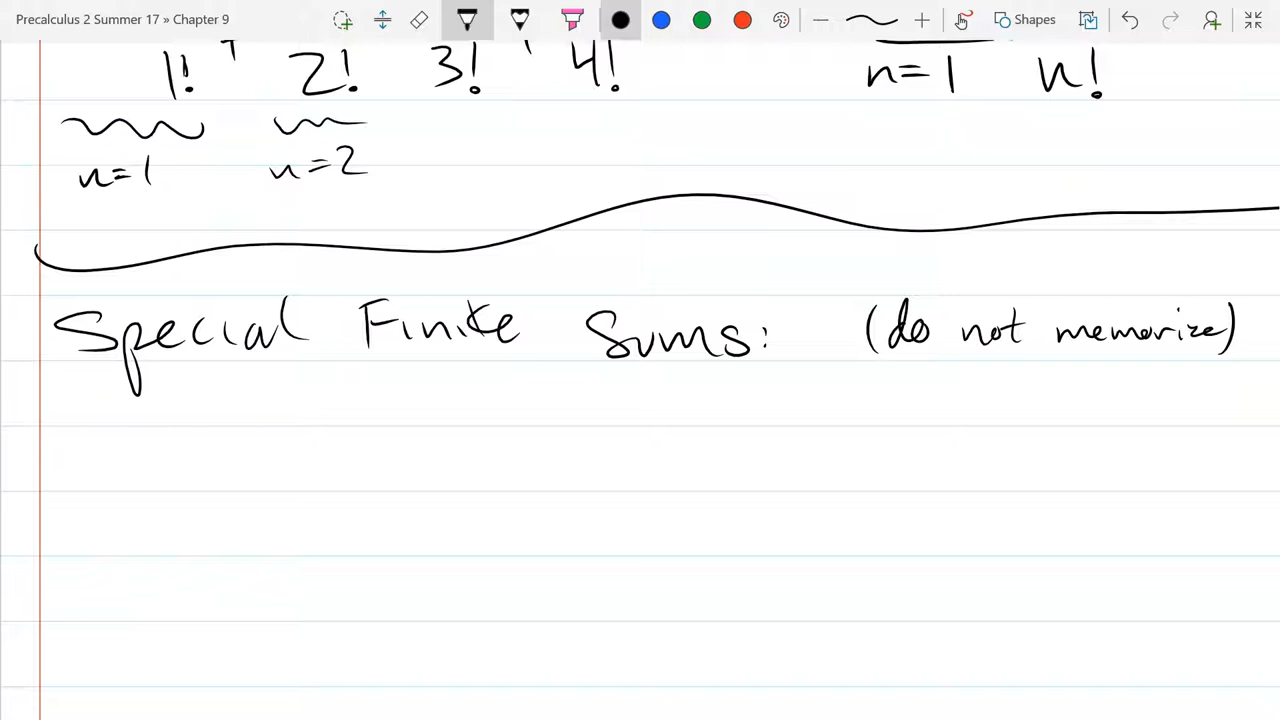 Precalculus 2 Summer 17 » Chapter 9
Shapes
1! + 2! 3! + 4! n=1 n!
n=1 n=2
Special Finite Sums: (do not memorize)